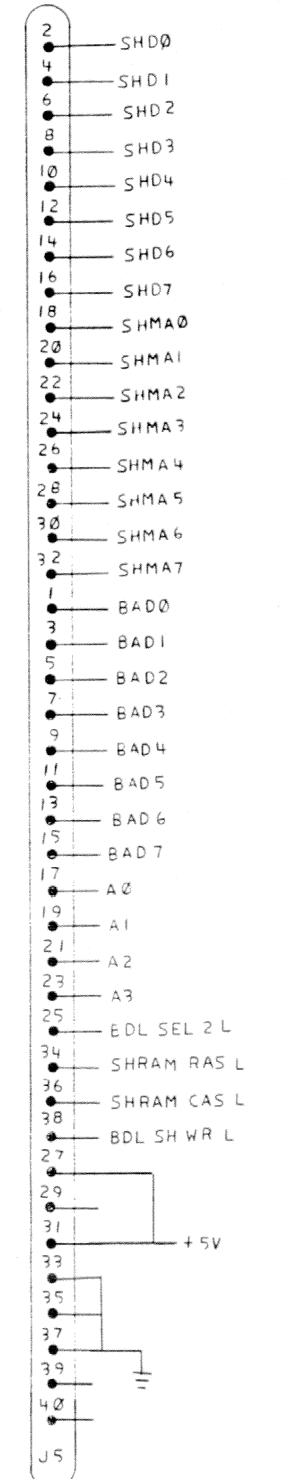 2 SHDØ
4 SHD1
6 SHD2
8 SHD3
10 SHD4
12 SHD5
14 SHD6
16 SHD7
18 SHMAØ
2Ø SHMA1
22 SHMA2
24 SHMA3
26 SHMA4
28 SHMA5
3Ø SHMA6
32 SHMA7
1 BADØ
3 BAD1
5 BAD2
7 BAD3
9 BAD4
11 BAD5
13 BAD6
15 BAD7
17 AØ
19 A1
21 A2
23 A3
25 EDL SEL 2 L
34 SHRAM RAS L
36 SHRAM CAS L
38 BDL SH WR L
27
29
31 +5V
33
35
37
39
4Ø
J5